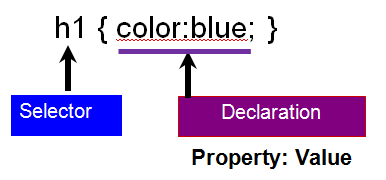 h1 { color:blue; }
Selector
Declaration
Property: Value